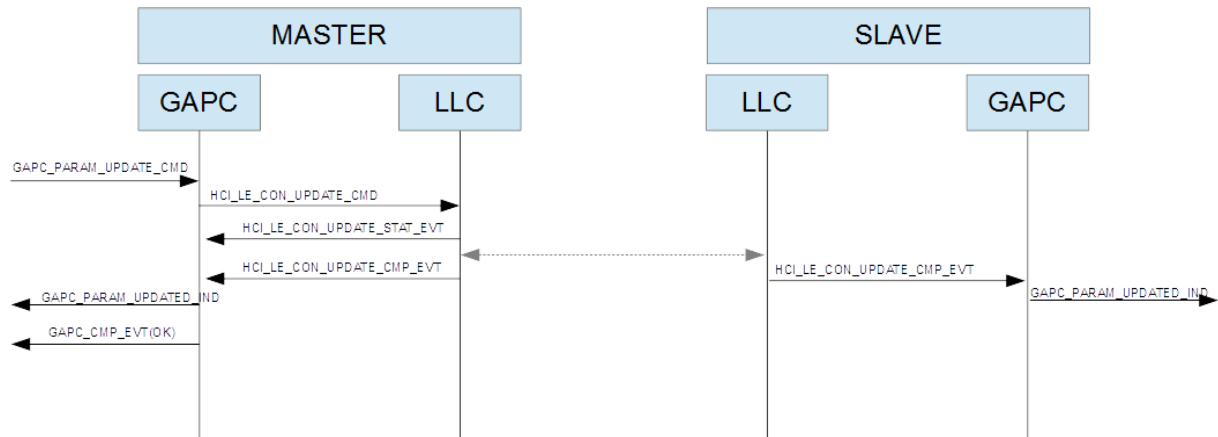 MASTER
SLAVE
GAPC
LLC
LLC
GAPC
GAPC_PARAM_UPDATE_CMD
HCI_LE_CON_UPDATE_CMD
HCI_LE_CON_UPDATE_STAT_EVT
HCI_LE_CON_UPDATE_CMP_EVT
HCI_LE_CON_UPDATE_CMP_EVT
GAPC_PARAM_UPDATED_IND
GAPC_PARAM_UPDATED_IND
GAPC_CMP_EVT(OK)